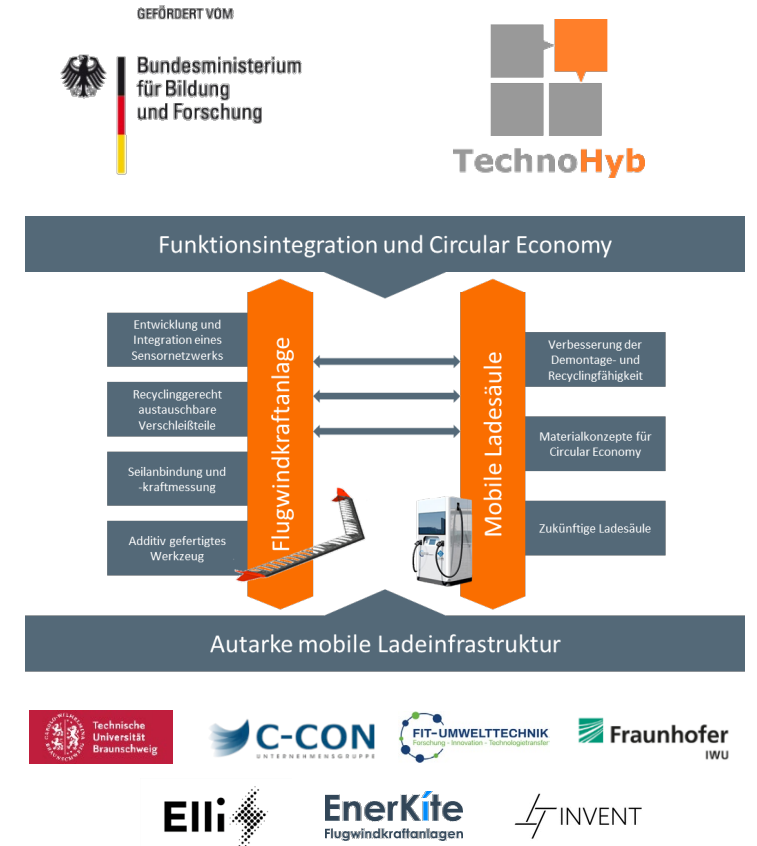 GEFÖRDERT VOM
Bundesministerium
für Bildung
und Forschung
TechnoHyb
Funktionsintegration und Circular Economy
Entwicklung und
Integration eines
Sensornetzwerks
Recyclinggerecht
austauschbare
Verschleißteile
Seilanbindung und
-kraftmessung
Additiv gefertigtes
Werkzeug
Flugwindkraftanlage
Mobile Ladesäule
Verbesserung der
Demontage- und
Recyclingfähigkeit
Materialkonzepte für
Circular Economy
Zukünftige Ladesäule
Autarke mobile Ladeinfrastruktur
Technische
Universität
Braunschweig
C-CON
UNTERNEHMENSGRUPPE
FIT-UMWELTTECHNIK
Forschung - Innovation - Technologietransfer
Fraunhofer
IWU
Elli
EnerKíte
Flugwindkraftanlagen
INVENT